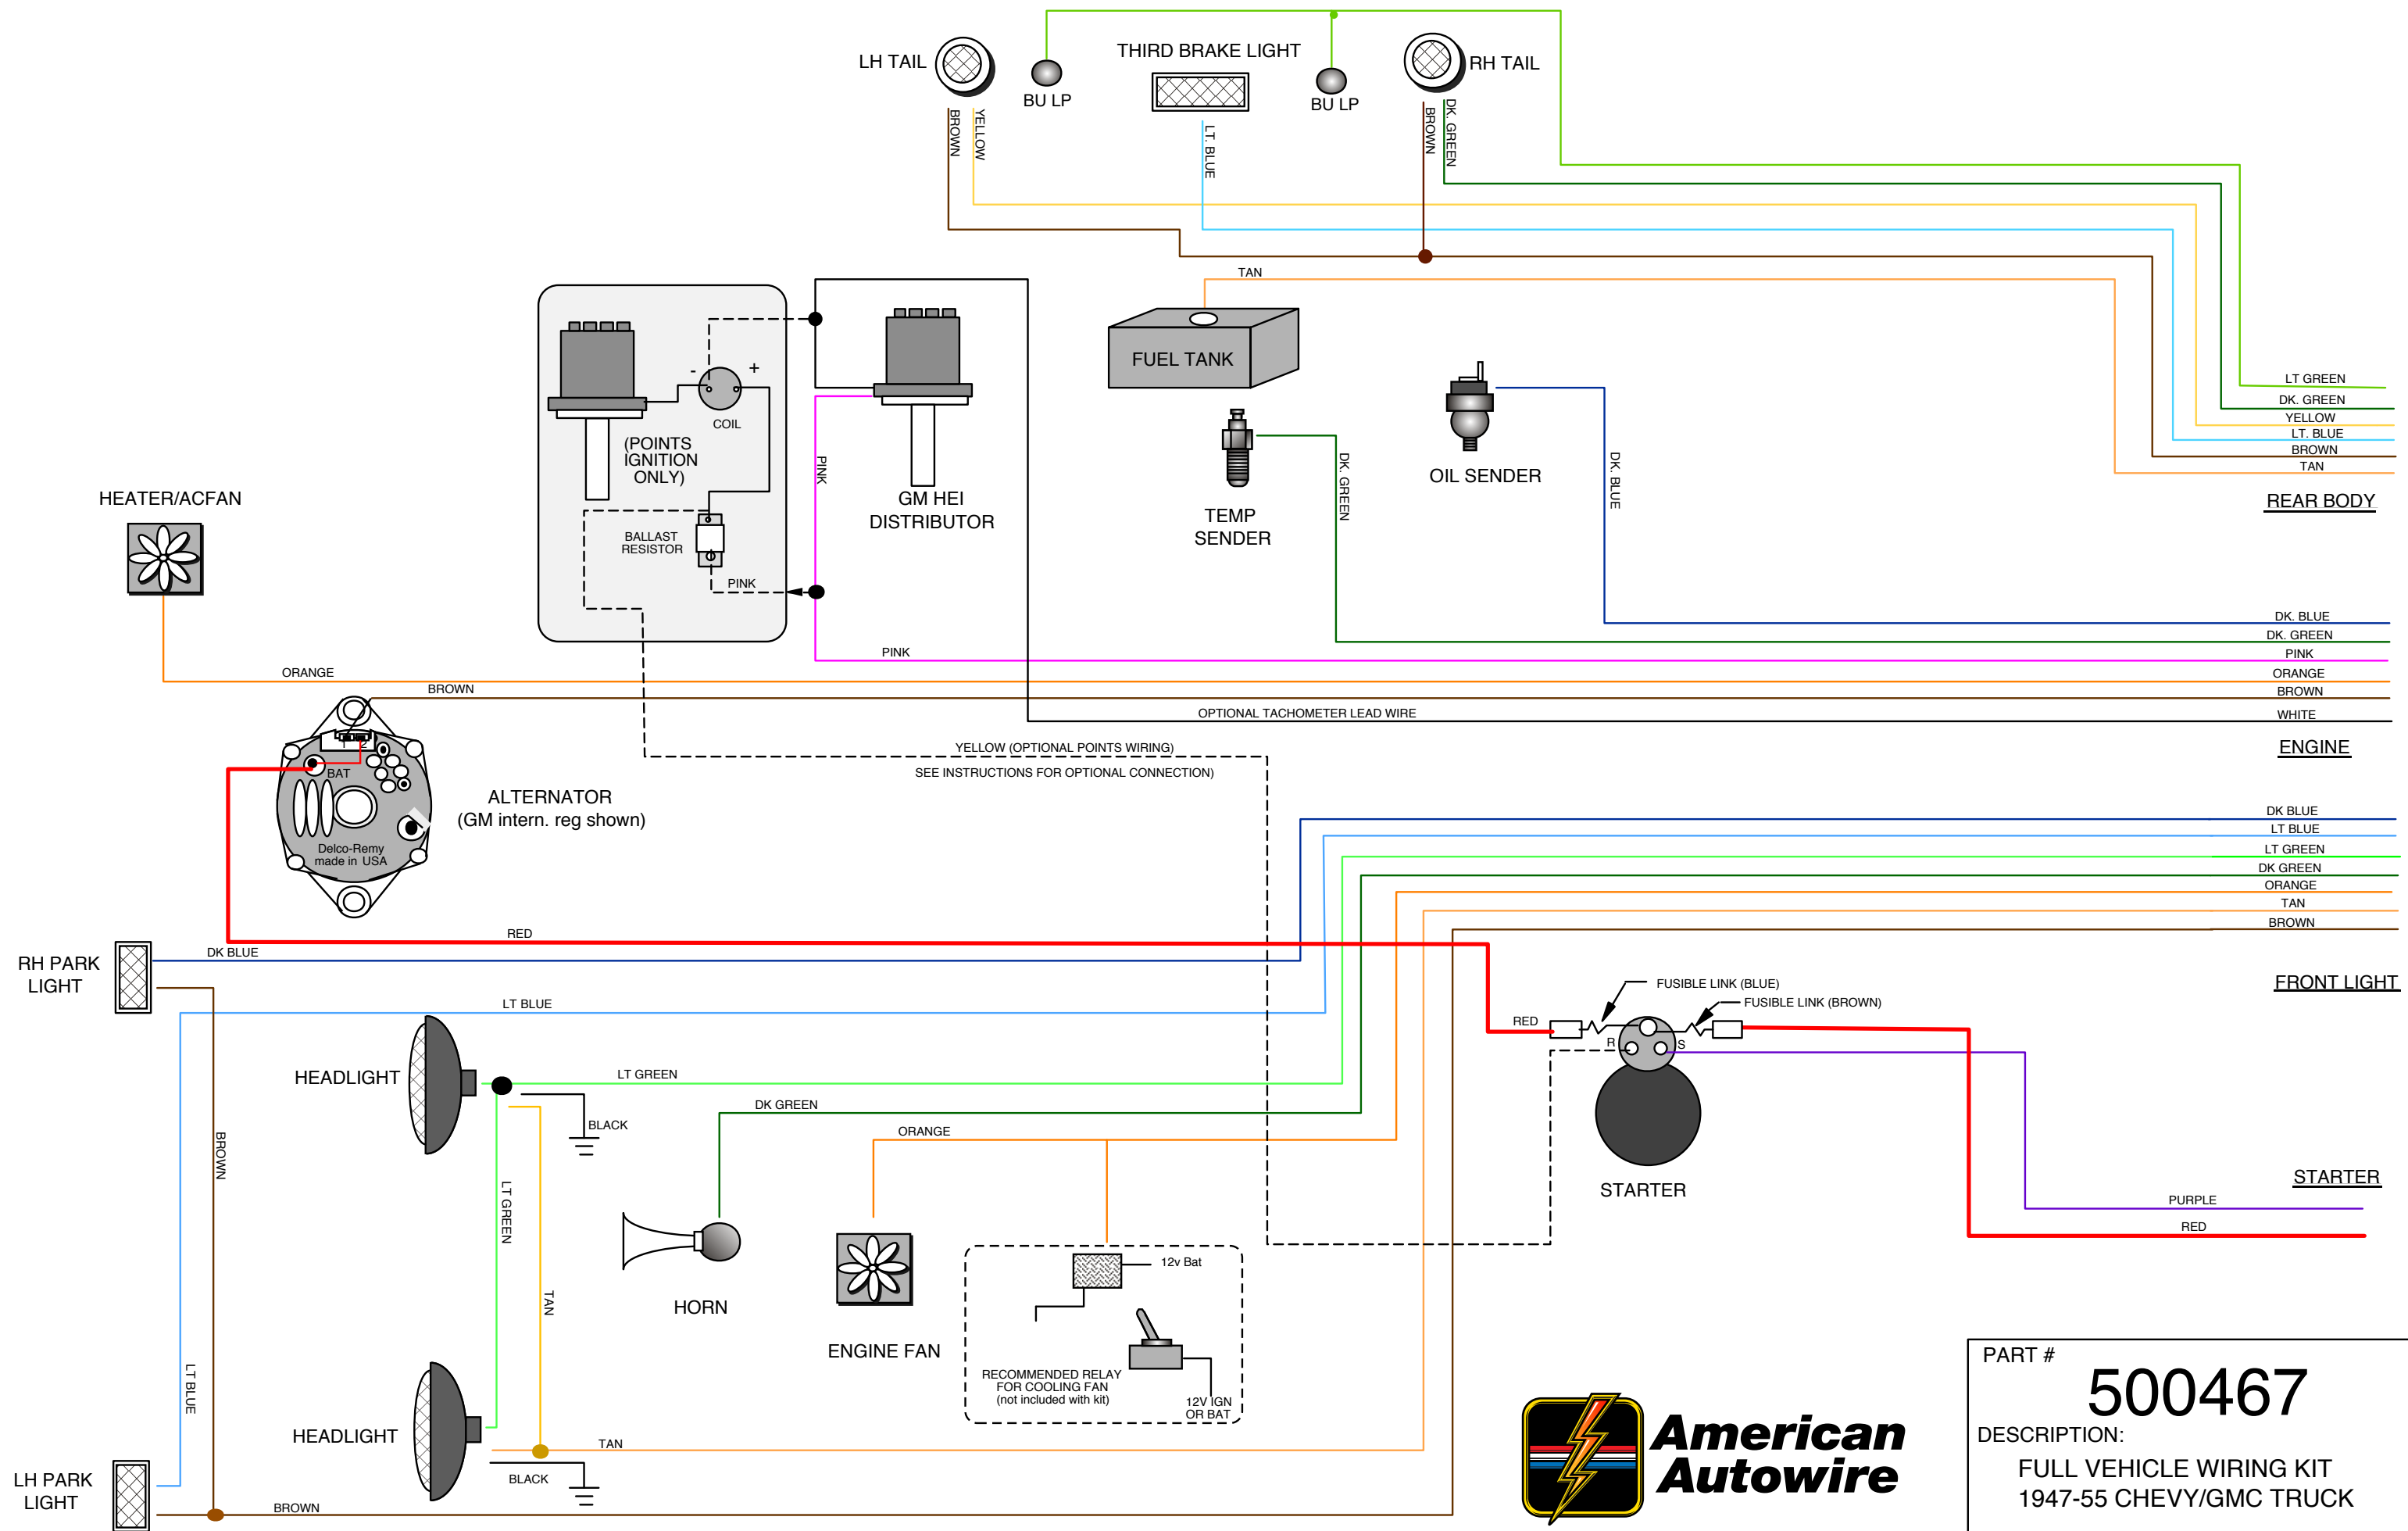 LH TAIL
BU LP
THIRD BRAKE LIGHT
BU LP
RH TAIL
BROWN
YELLOW
LT. BLUE
BROWN
DK. GREEN
TAN
FUEL TANK
- +
COIL
(POINTS
IGNITION
ONLY)
BALLAST
RESISTOR
PINK
PINK
GM HEI
DISTRIBUTOR
TEMP
SENDER
DK. GREEN
OIL SENDER
DK. BLUE
LT GREEN
DK. GREEN
YELLOW
LT. BLUE
BROWN
TAN
REAR BODY
HEATER/ACFAN
ORANGE
BROWN
PINK
OPTIONAL TACHOMETER LEAD WIRE
DK. BLUE
DK. GREEN
PINK
ORANGE
BROWN
WHITE
ENGINE
YELLOW (OPTIONAL POINTS WIRING)
SEE INSTRUCTIONS FOR OPTIONAL CONNECTION)
1 2
BAT
Delco-Remy
made in USA
ALTERNATOR
(GM intern. reg shown)
DK BLUE
LT BLUE
LT GREEN
DK GREEN
ORANGE
TAN
BROWN
FRONT LIGHT
RED
DK BLUE
RH PARK
LIGHT
LT BLUE
BROWN
HEADLIGHT
LT GREEN
BLACK
DK GREEN
ORANGE
LT GREEN
TAN
HORN
ENGINE FAN
12v Bat
RECOMMENDED RELAY
FOR COOLING FAN
(not included with kit)
12V IGN
OR BAT
FUSIBLE LINK (BLUE)
FUSIBLE LINK (BROWN)
RED
R S
STARTER
STARTER
PURPLE
RED
LT BLUE
HEADLIGHT
TAN
BLACK
LH PARK
LIGHT
BROWN
American
Autowire
PART #
500467
DESCRIPTION:
FULL VEHICLE WIRING KIT
1947-55 CHEVY/GMC TRUCK